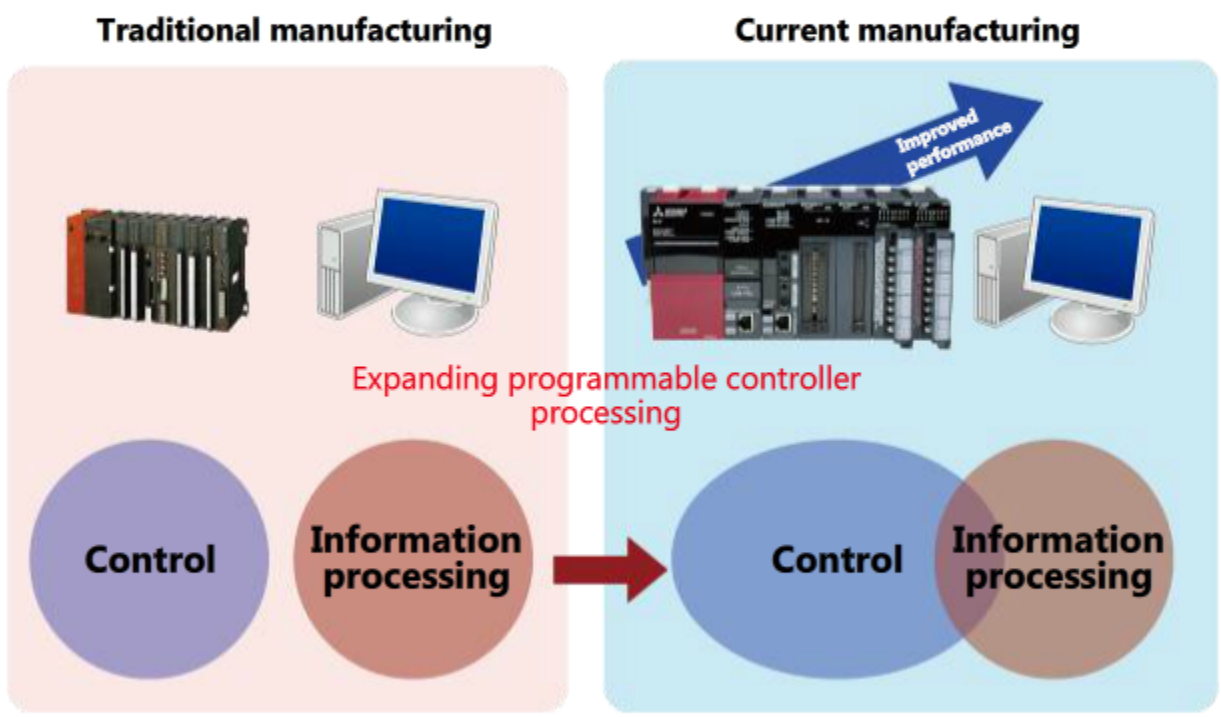 Traditional manufacturing
Current manufacturing
Improved
performance
Expanding programmable controller
processing
Control
Information
processing
Control
Information
processing